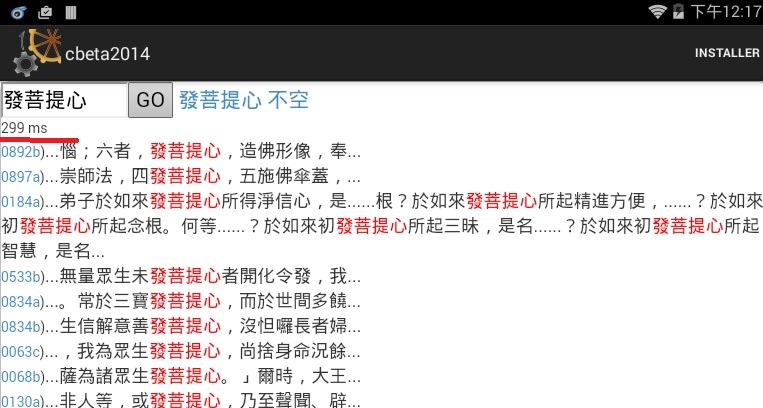 下午12:17
cbeta2014
INSTALLER
發菩提心 GO 發菩提心 不空
299 ms
0892b)...惱；六者，發菩提心，造佛形像，奉...
0897a)...崇師法，四發菩提心，五施佛傘蓋，...
0184a)...弟子於如來發菩提心所得淨信心，是......根？於如來發菩提心所起精進方便，......？於如來
初發菩提心所起念根。何等......？於如來初發菩提心所起三昧，是名......？於如來初發菩提心所起
智慧，是名...
0533b)...無量眾生未發菩提心者開化令發，我...
0834a)...。常於三寶發菩提心，而於世間多饒...
0834b)...生信解意善發菩提心，沒怛囉長者婦...
0063c)...，我為眾生發菩提心，尚捨身命況餘...
0068b)...薩為諸眾生發菩提心。」爾時，大王...
0130a)...非人等，或發菩提心，乃至聲聞、辟...